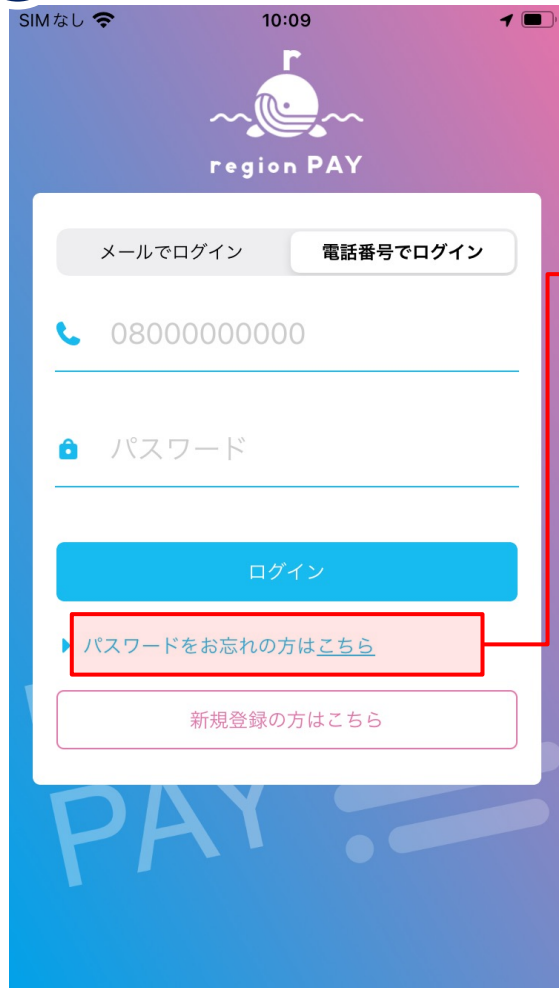 SIMなし 10:09
r
region PAY
メールでログイン 電話番号でログイン
08000000000
パスワード
ログイン
パスワードをお忘れの方はこちら
新規登録の方はこちら
PAY